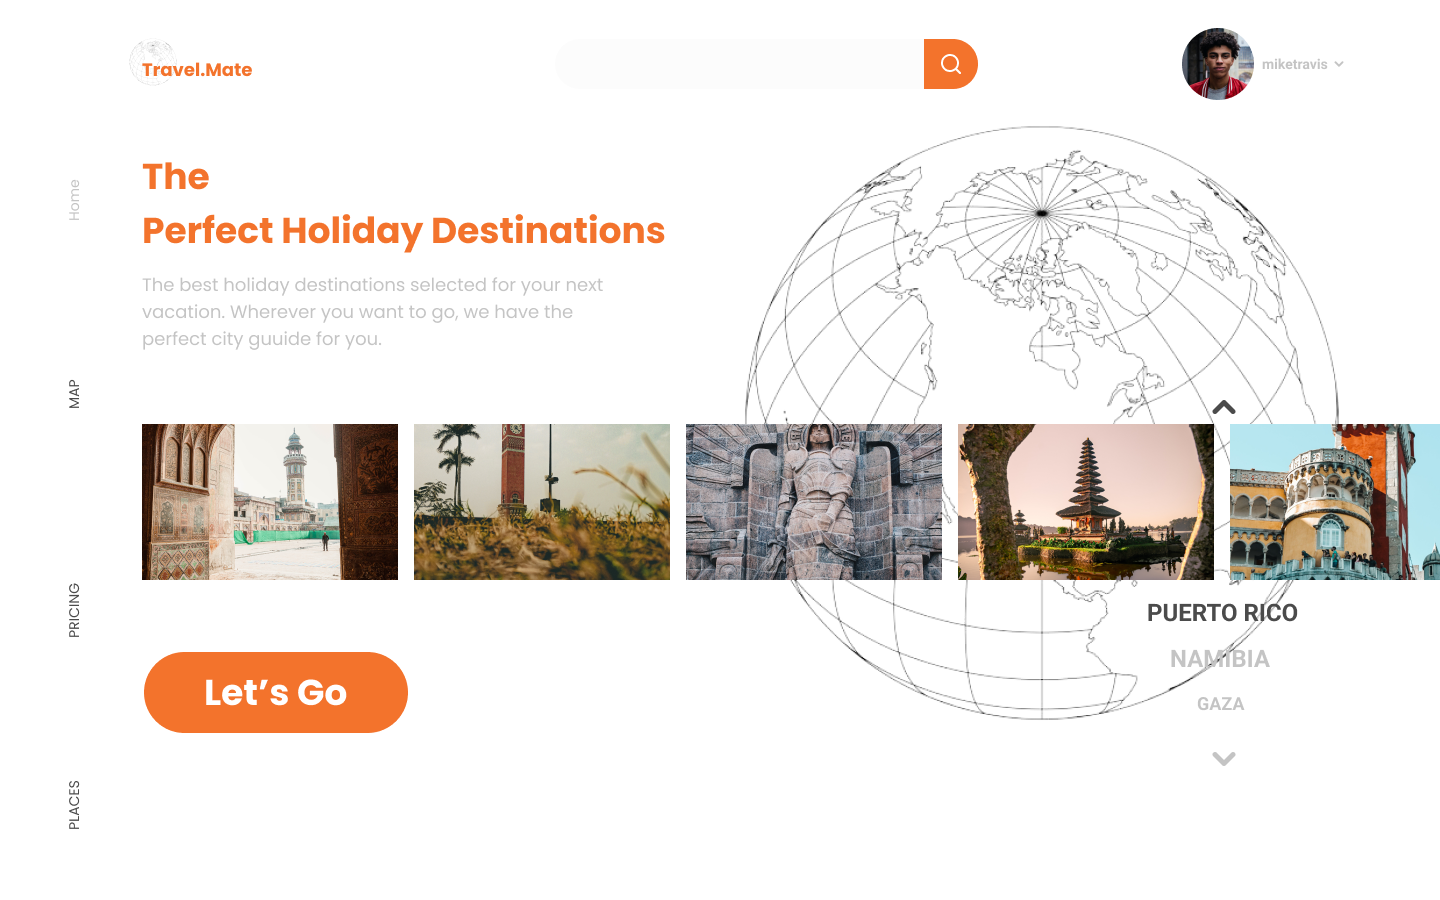 Travel.Mate
miketravis
The
Perfect Holiday Destinations
The best holiday destinations selected for your next
vacation. Wherever you want to go, we have the
perfect city guuide for you.
Home
MAP
PRICING
PLACES
PUERTO RICO
NAMIBIA
GAZA
Let’s Go